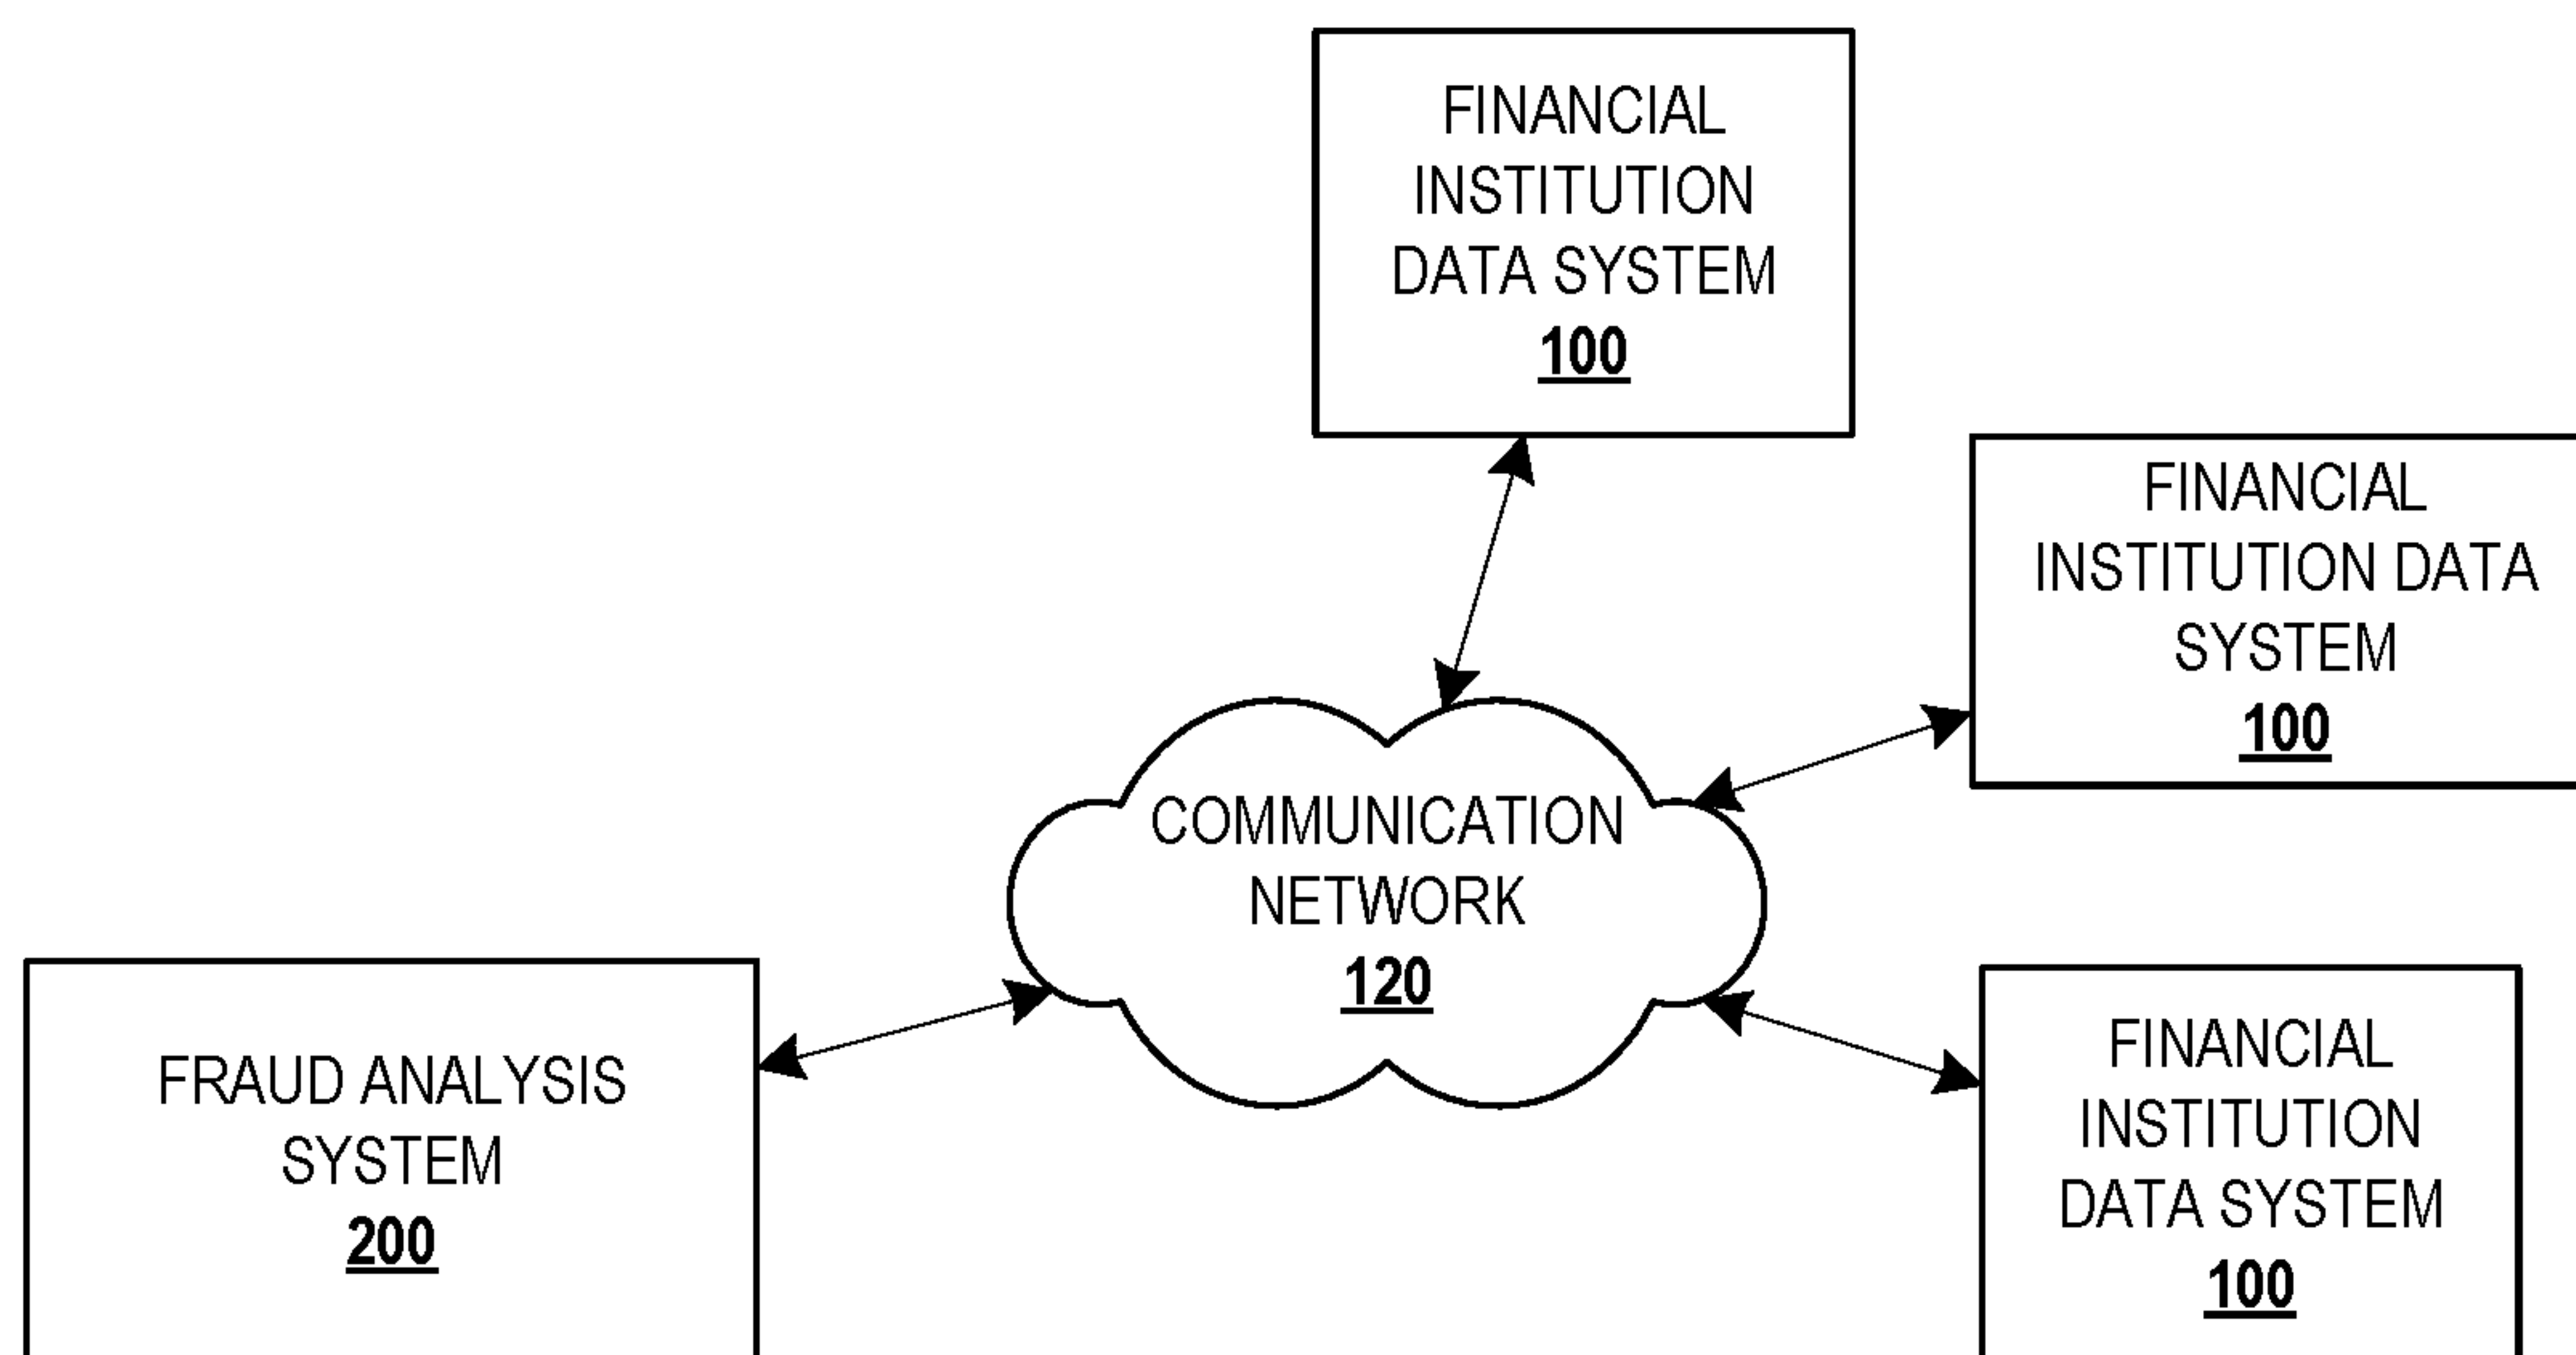 FINANCIAL
INSTITUTION
DATA SYSTEM
100
FINANCIAL
INSTITUTION DATA
SYSTEM
100
COMMUNICATION
NETWORK
120
FRAUD ANALYSIS
SYSTEM
200
FINANCIAL
INSTITUTION
DATA SYSTEM
100